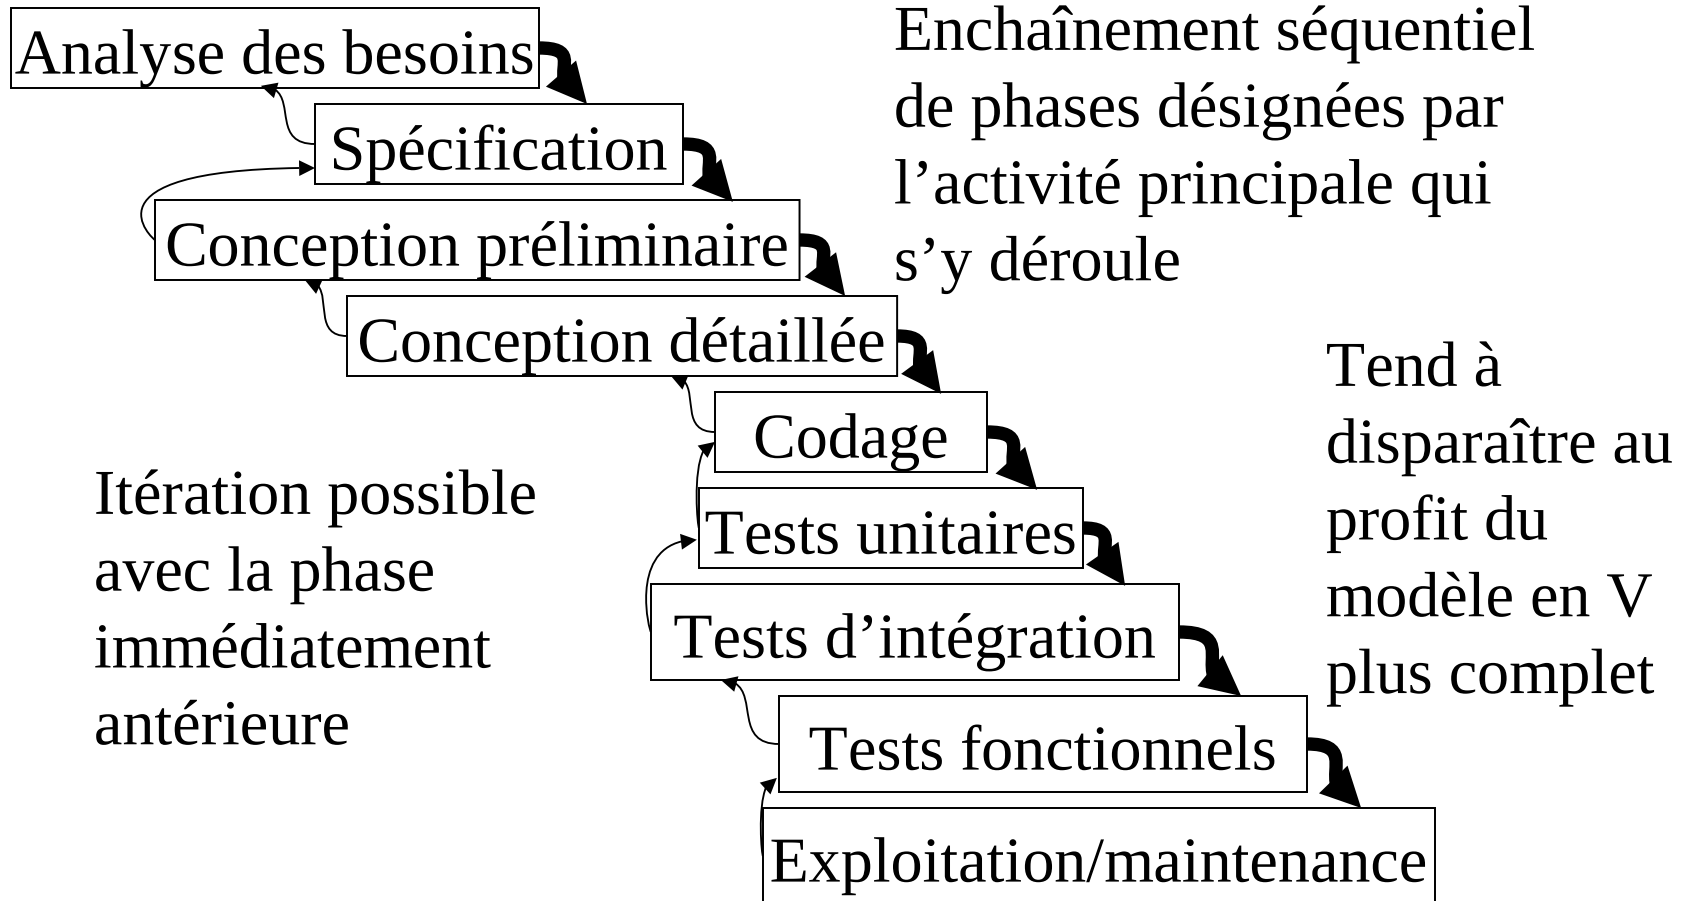 Analyse des besoins
Spécification
Conception préliminaire
Conception détaillée
Codage
Tests unitaires
Tests d’intégration
Tests fonctionnels
Exploitation/maintenance
Enchaînement séquentiel
de phases désignées par
l’activité principale qui
s’y déroule
Tend à
disparaître au
profit du
modèle en V
plus complet
Itération possible
avec la phase
immédiatement
antérieure